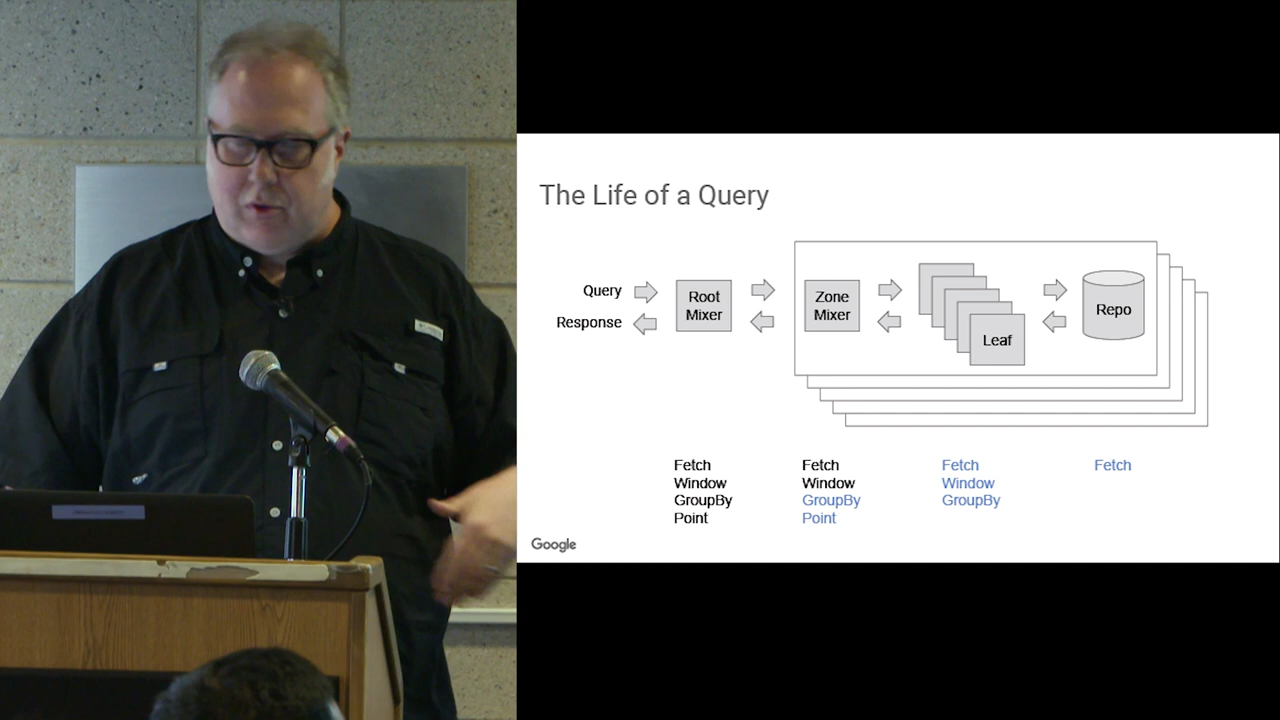 The Life of a Query
Query
Response
Root
Mixer
Zone
Mixer
Leaf
Repo
Fetch
Window
GroupBy
Point
Fetch
Window
GroupBy
Point
Fetch
Window
GroupBy
Fetch
Google